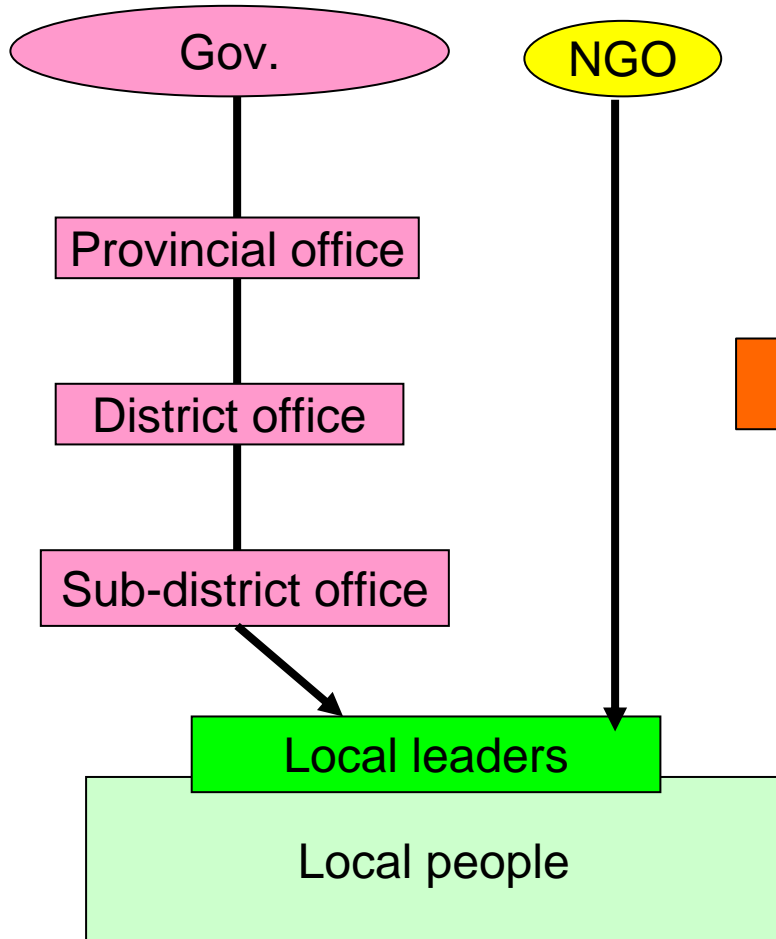 Gov.
NGO
Provincial office
District office
Sub-district office
Local leaders
Local people